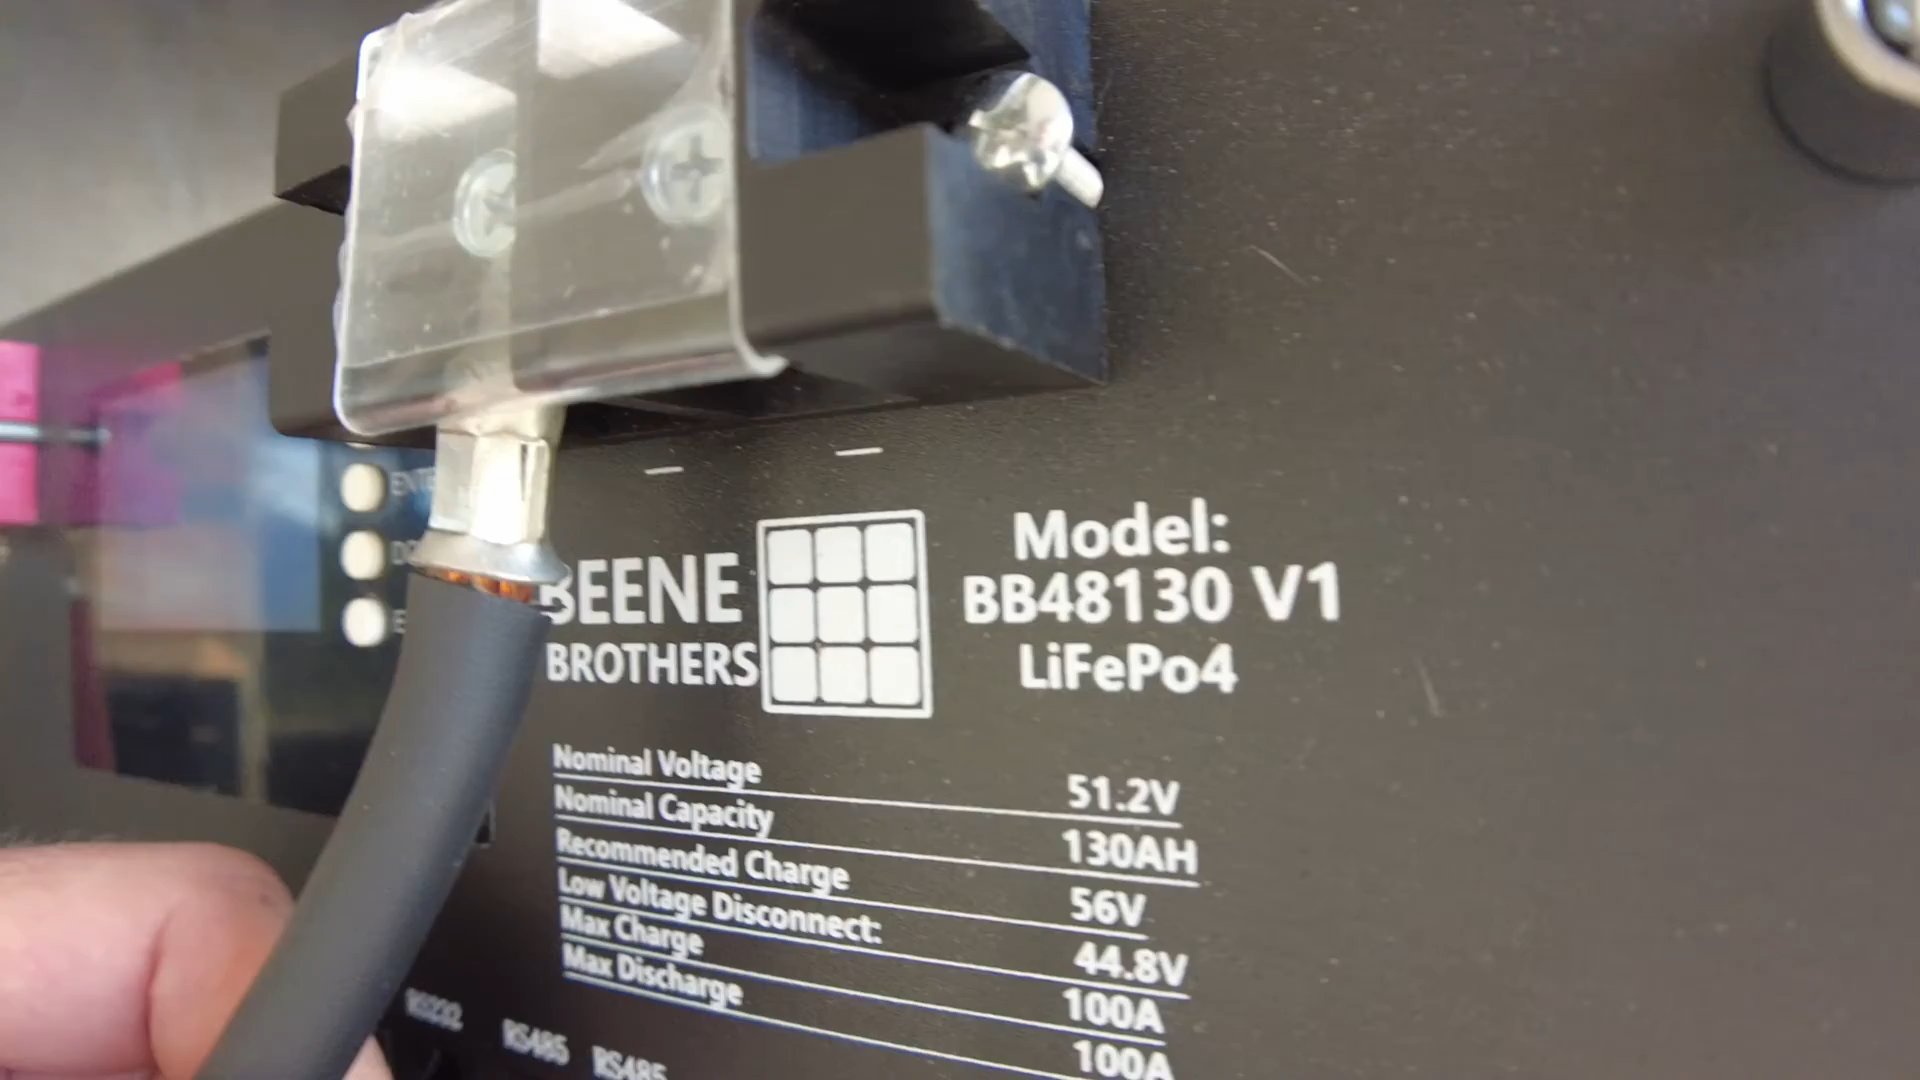 BEENE
BROTHERS
Model:
BB48130 V1
LiFePo4
Nominal Voltage 51.2V
Nominal Capacity 130AH
Recommended Charge 56V
Low Voltage Disconnect: 44.8V
Max Charge 100A
Max Discharge 100A
RS232 RS485 RS485